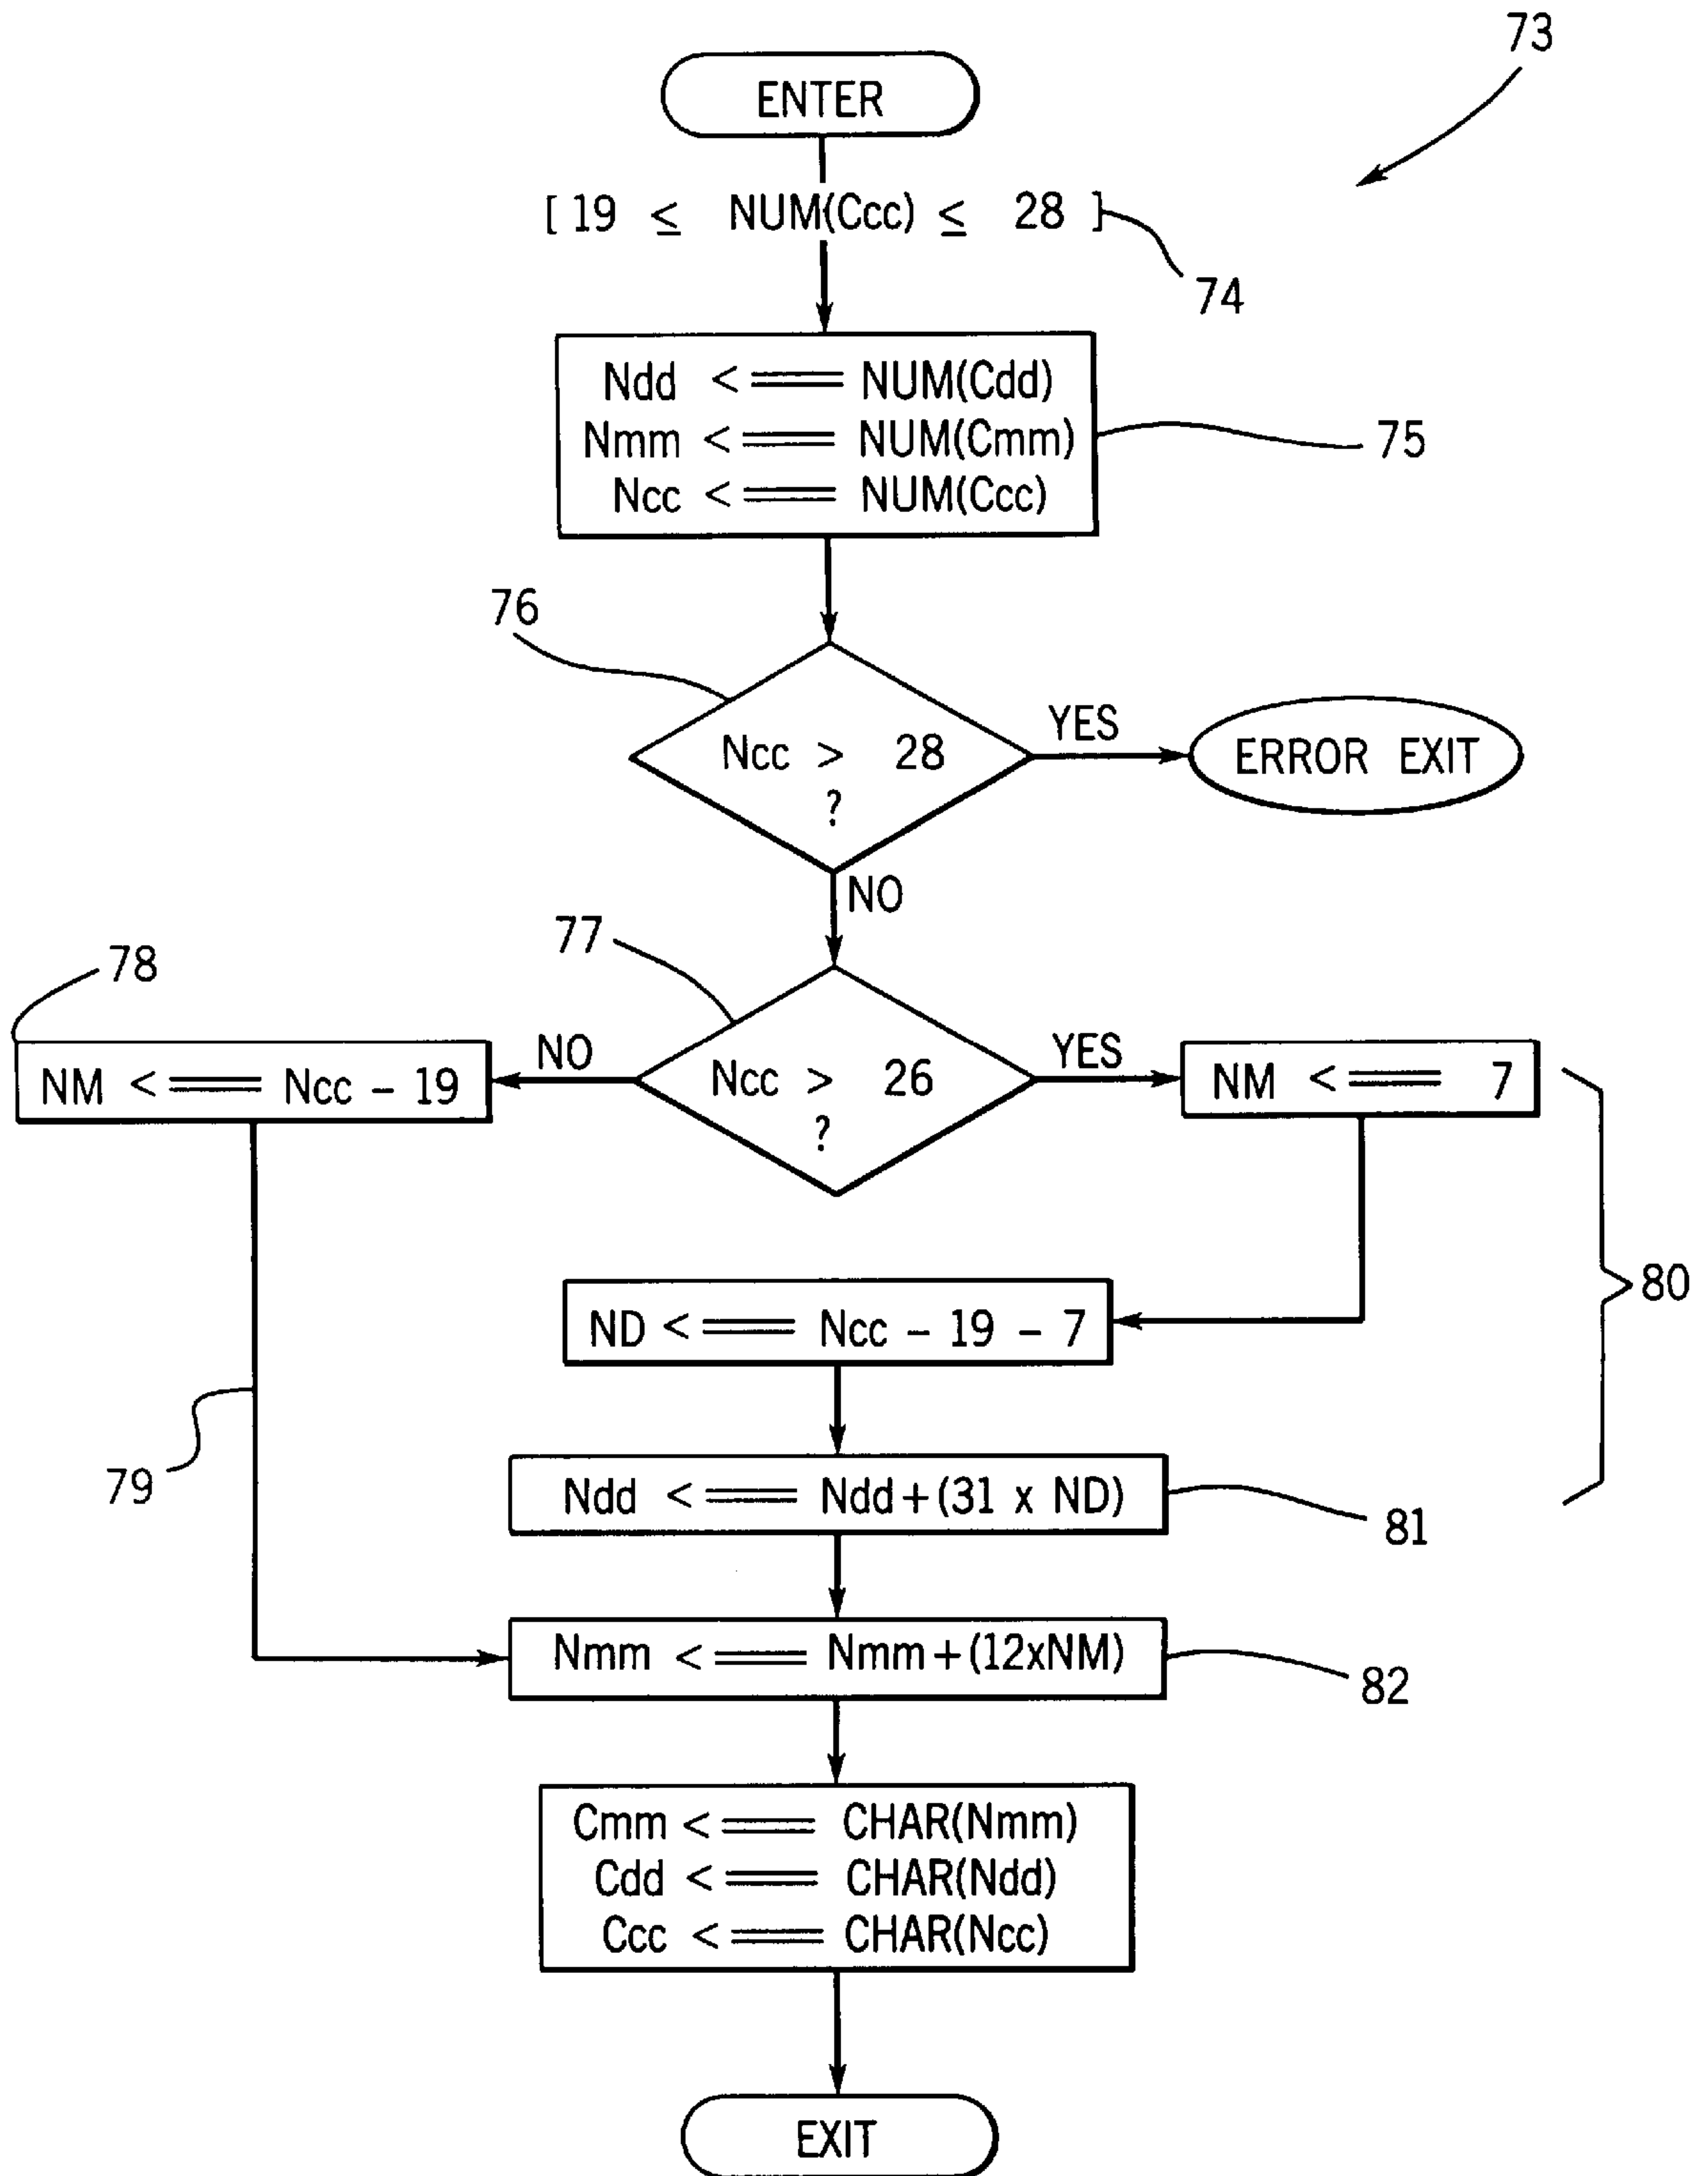 73
ENTER
[ 19 ≤ NUM(Ccc) ≤ 28 ]
74
Ndd <══ NUM(Cdd)
Nmm <══ NUM(Cmm)
Ncc <══ NUM(Ccc)
75
76
Ncc > 28
?
YES
ERROR EXIT
NO
77
78
NM <══ Ncc - 19
NO
Ncc > 26
?
YES
NM <══ 7
80
ND <══ Ncc - 19 - 7
79
Ndd <══ Ndd+(31 x ND)
81
Nmm <══ Nmm+(12xNM)
82
Cmm <══ CHAR(Nmm)
Cdd <══ CHAR(Ndd)
Ccc <══ CHAR(Ncc)
EXIT